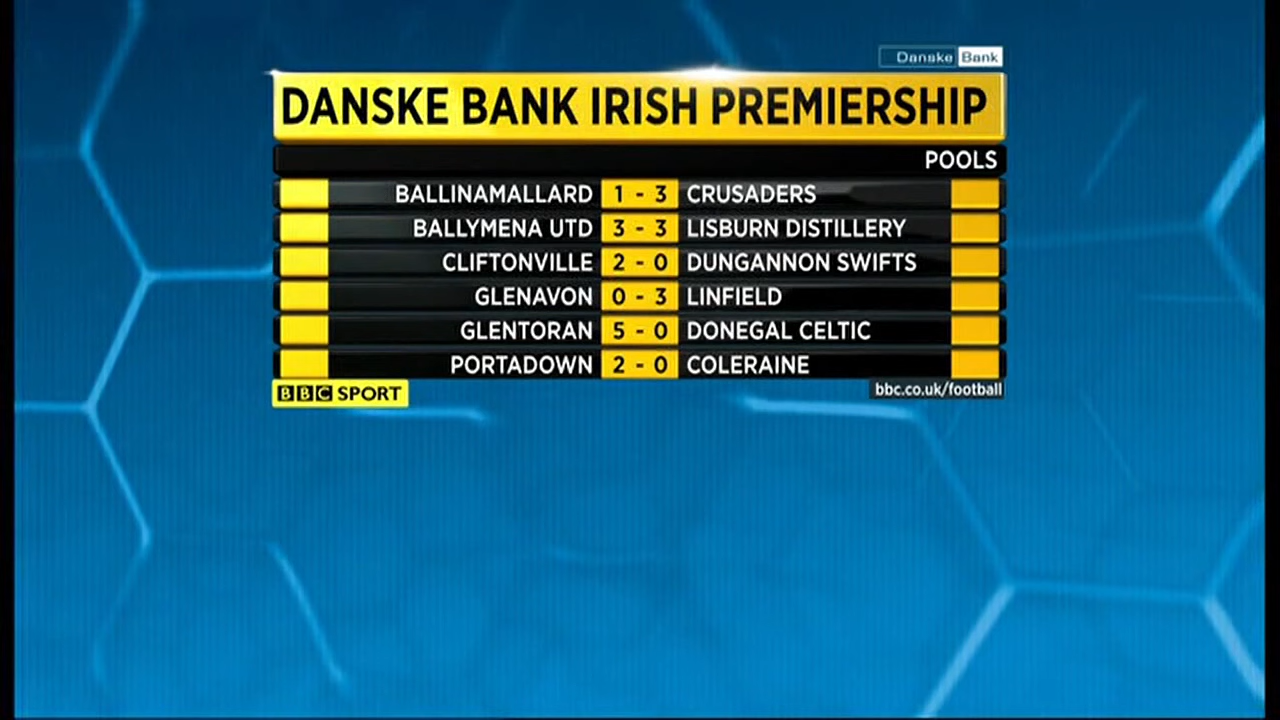 Danske Bank
DANSKE BANK IRISH PREMIERSHIP
POOLS
BALLINAMALLARD 1 - 3 CRUSADERS
BALLYMENA UTD 3 - 3 LISBURN DISTILLERY
CLIFTONVILLE 2 - 0 DUNGANNON SWIFTS
GLENAVON 0 - 3 LINFIELD
GLENTORAN 5 - 0 DONEGAL CELTIC
PORTADOWN 2 - 0 COLERAINE
BBC SPORT bbc.co.uk/football